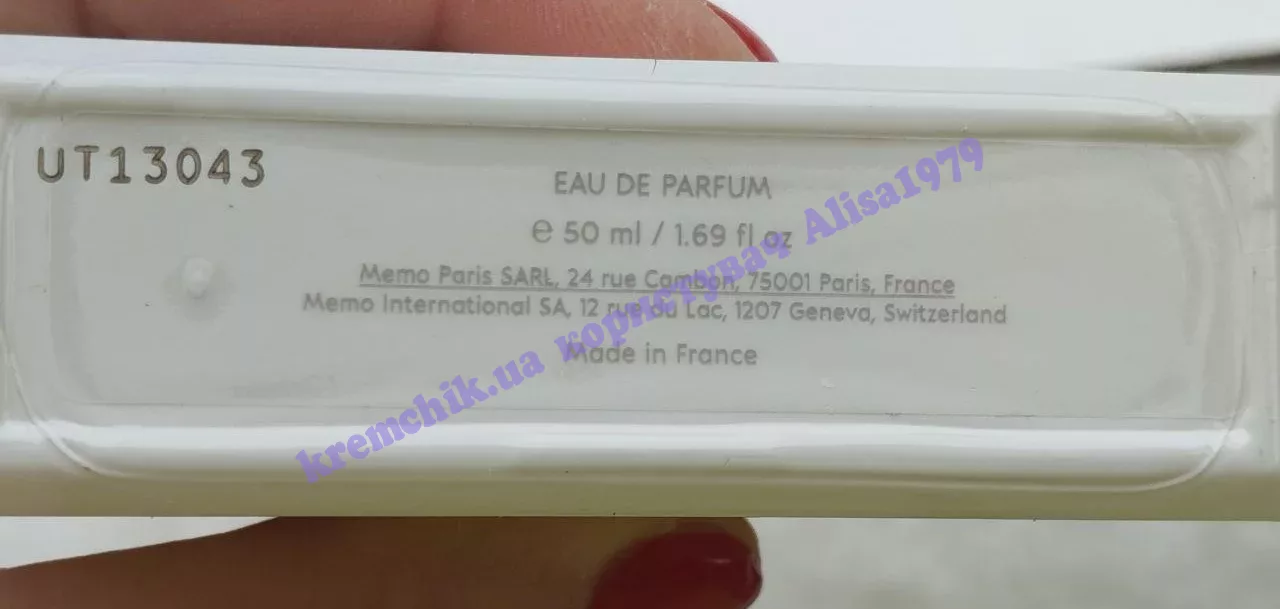 UT13043
EAU DE PARFUM
℮ 50 ml / 1.69 fl oz
Memo Paris SARL, 24 rue Cambon, 75001 Paris, France
Memo International SA, 12 rue du Lac, 1207 Geneva, Switzerland
Made in France
kremchik.ua користувач Alisa1979